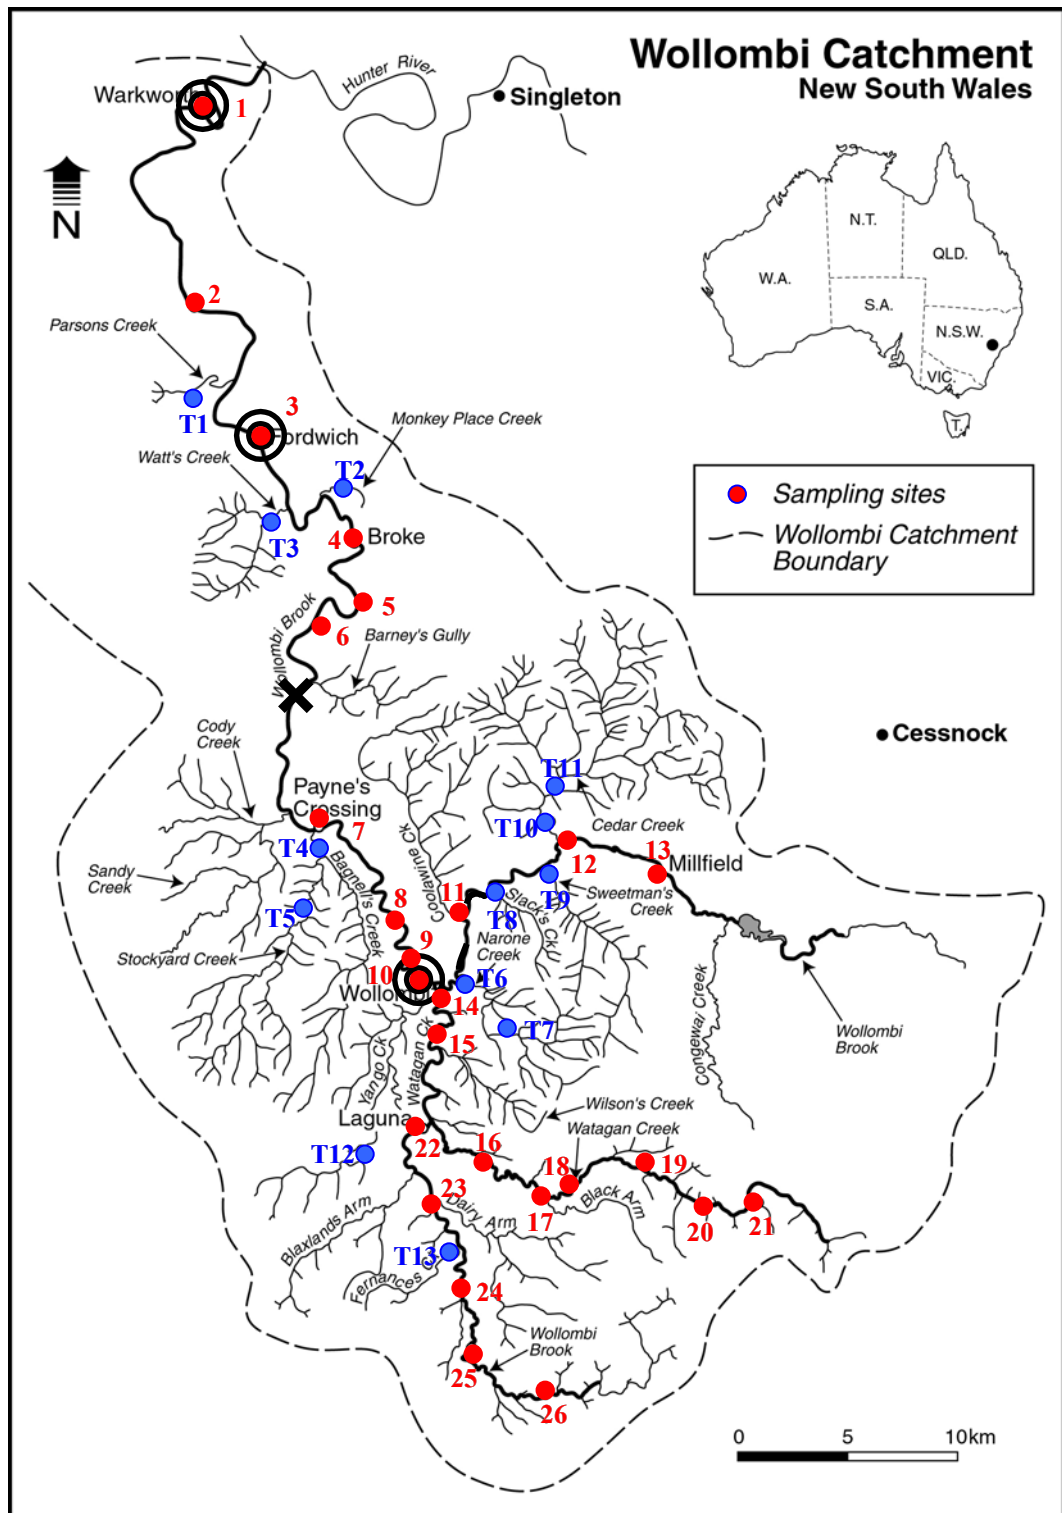 Wollombi Catchment
New South Wales
Hunter River
Singleton
Warkworth
1
N
N.T.
QLD.
W.A.
S.A.
N.S.W.
VIC.
T.
2
Parsons Creek
T1
3
Fordwich
Monkey Place Creek
Watt's Creek
T2
T3
4
Broke
Sampling sites
Wollombi Catchment
Boundary
5
6
Wollombi Brook
Barney's Gully
Cody
Creek
Cessnock
Payne's
Crossing
7
T4
T11
T10
Cedar Creek
12
13
Millfield
Sandy
Creek
Bagnell's Creek
Coolawine Ck
T5
8
11
T8
T9
Slack's Ck
Sweetman's
Creek
Stockyard Creek
9
10
Narone
Creek
T6
Wollombi
14
T7
15
Congewai Creek
Wollombi
Brook
Yango Ck
Watagan Ck
Wilson's Creek
Laguna
22
16
Watagan Creek
T12
18
19
17
Black Arm
20
21
23
Dairy Arm
Blaxlands Arm
T13
Fernances
24
Wollombi
Brook
25
26
0
5
10km